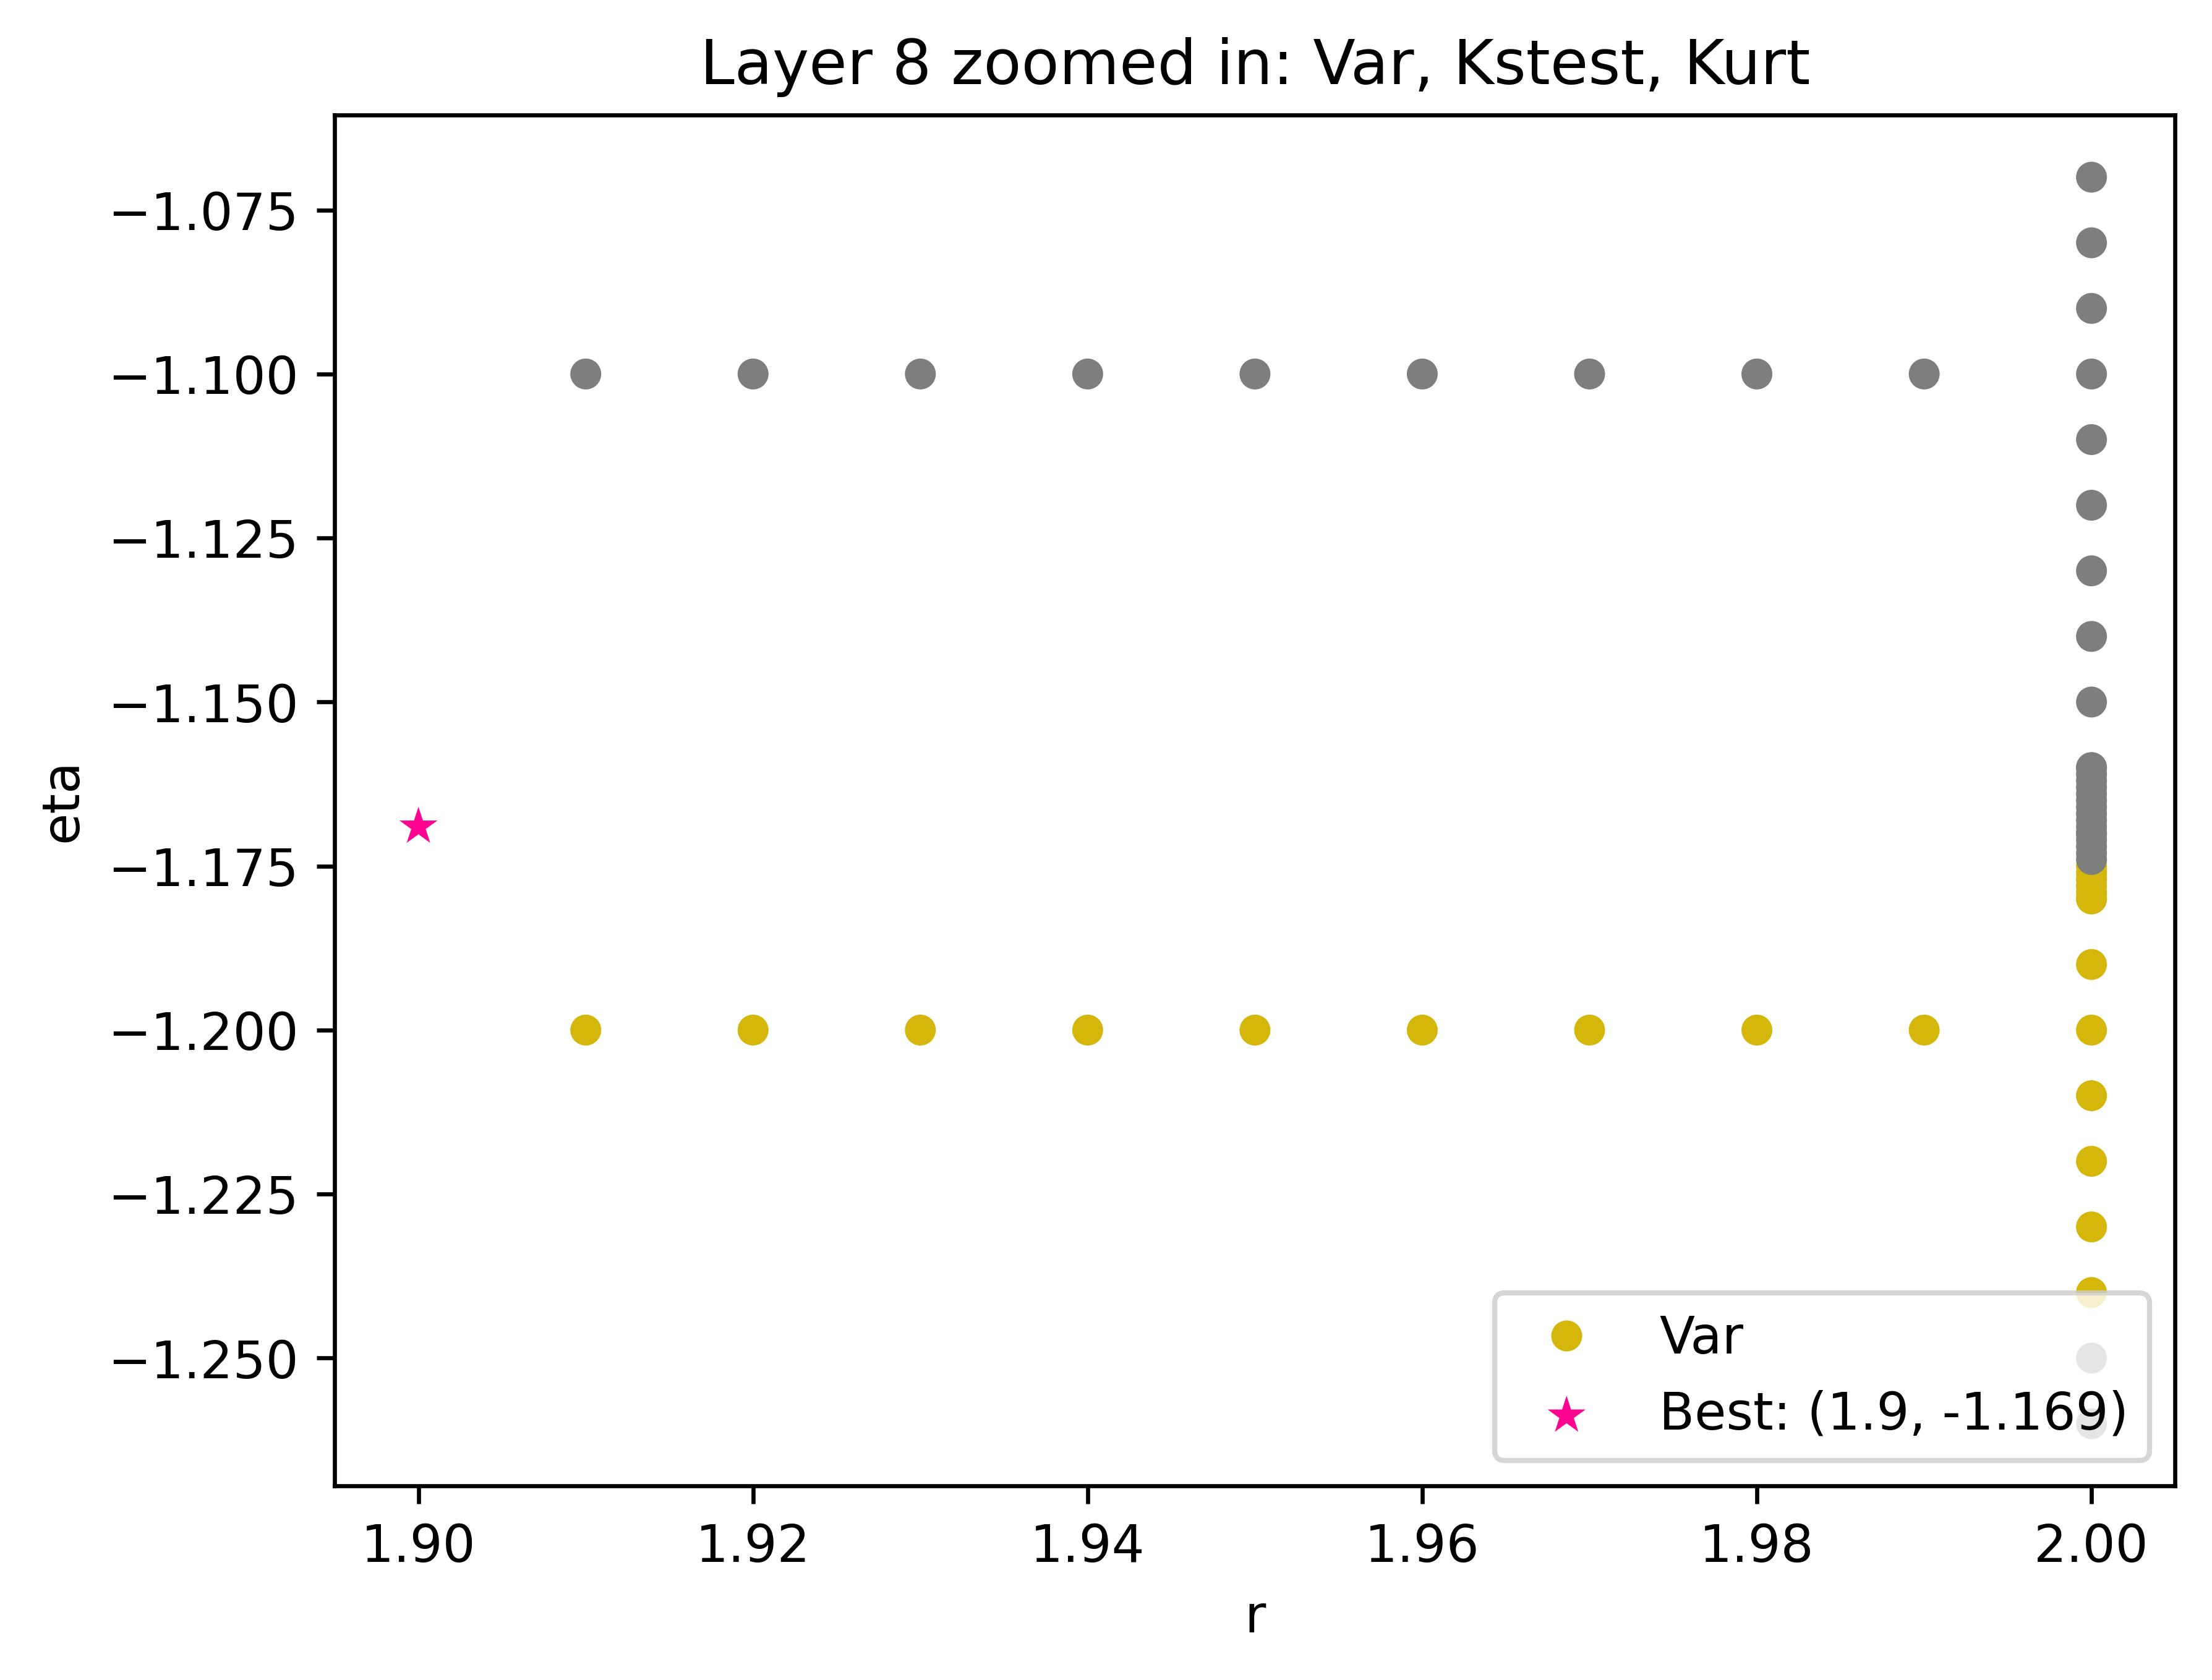 Layer 8 zoomed in: Var, Kstest, Kurt
−1.075
−1.100
−1.125
−1.150
−1.175
−1.200
−1.225
−1.250
eta
Var
Best: (1.9, -1.169)
1.90 1.92 1.94 1.96 1.98 2.00
r